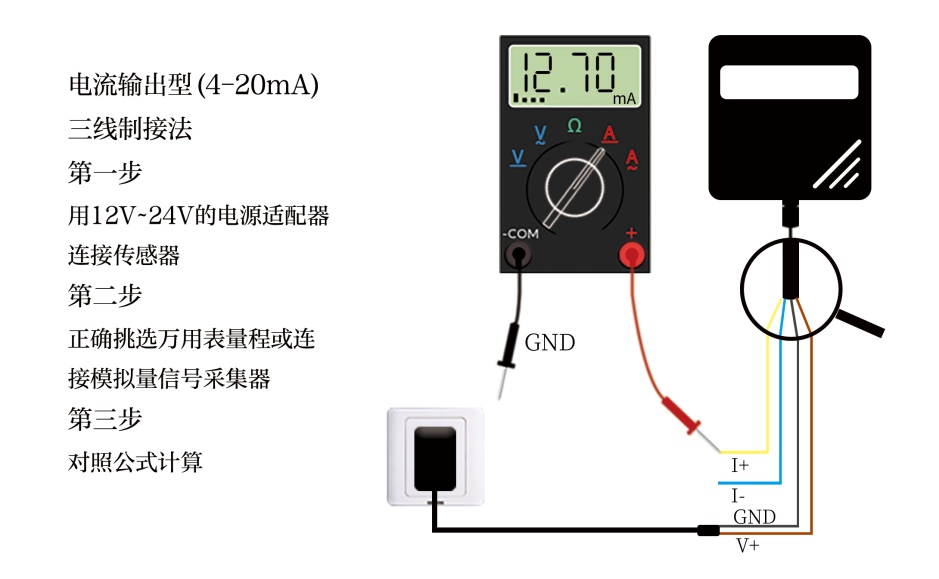 电流输出型 (4-20mA)
三线制接法
第一步
用12V~24V的电源适配器
连接传感器
第二步
正确挑选万用表量程或连
接模拟量信号采集器
第三步
对照公式计算
12.70
mA
V
Ω
A
V
A
-COM
+
GND
I+
I-
GND
V+